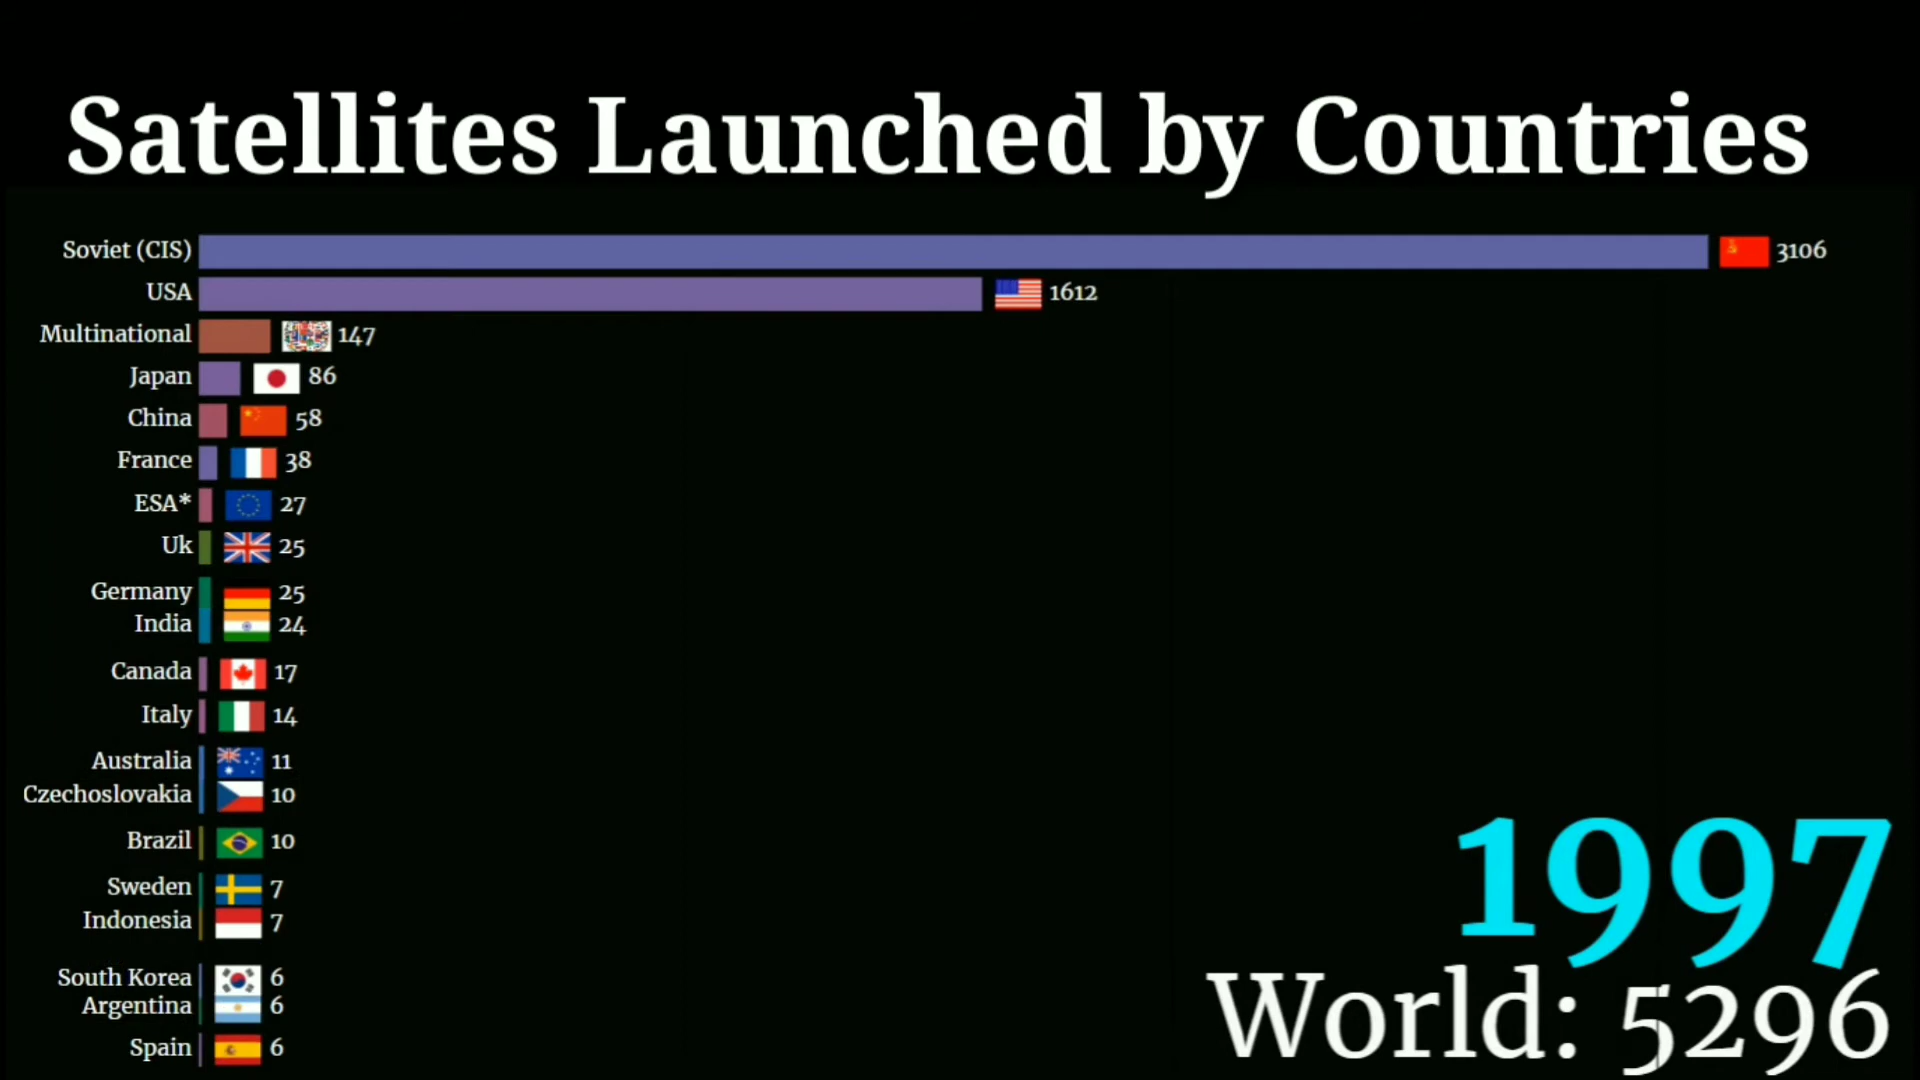 Satellites Launched by Countries
Soviet (CIS) 3106
USA 1612
Multinational 147
Japan 86
China 58
France 38
ESA* 27
Uk 25
Germany 25
India 24
Canada 17
Italy 14
Australia 11
Czechoslovakia 10
Brazil 10
Sweden 7
Indonesia 7
South Korea 6
Argentina 6
Spain 6
1997
World: 5296